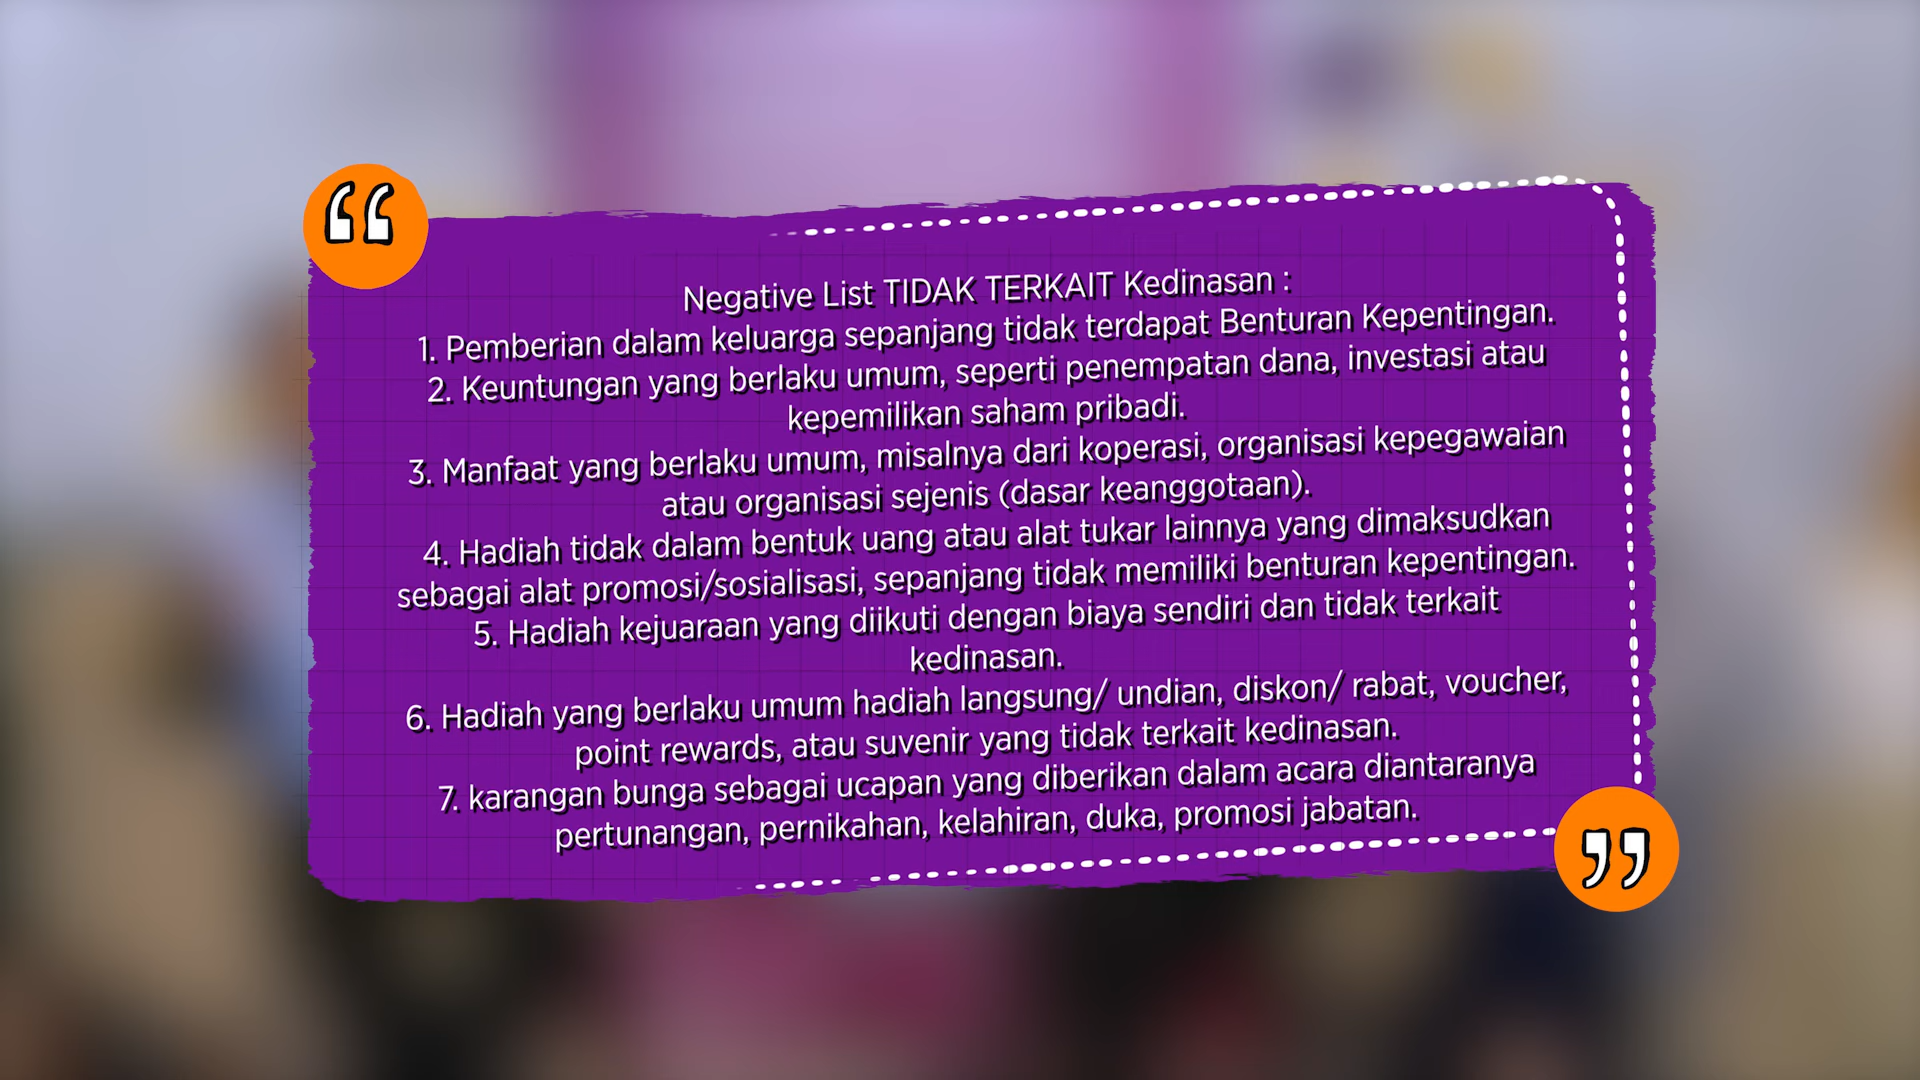 Negative List TIDAK TERKAIT Kedinasan :
1. Pemberian dalam keluarga sepanjang tidak terdapat Benturan Kepentingan.
2. Keuntungan yang berlaku umum, seperti penempatan dana, investasi atau
kepemilikan saham pribadi.
3. Manfaat yang berlaku umum, misalnya dari koperasi, organisasi kepegawaian
atau organisasi sejenis (dasar keanggotaan).
4. Hadiah tidak dalam bentuk uang atau alat tukar lainnya yang dimaksudkan
sebagai alat promosi/sosialisasi, sepanjang tidak memiliki benturan kepentingan.
5. Hadiah kejuaraan yang diikuti dengan biaya sendiri dan tidak terkait
kedinasan.
6. Hadiah yang berlaku umum hadiah langsung/ undian, diskon/ rabat, voucher,
point rewards, atau suvenir yang tidak terkait kedinasan.
7. karangan bunga sebagai ucapan yang diberikan dalam acara diantaranya
pertunangan, pernikahan, kelahiran, duka, promosi jabatan.